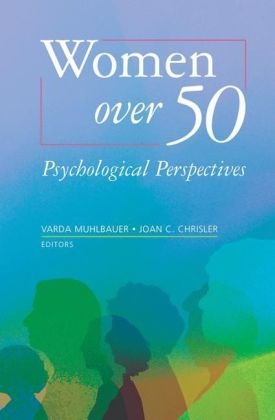 Women
over 50
Psychological Perspectives
VARDA MUHLBAUER • JOAN C. CHRISLER
EDITORS